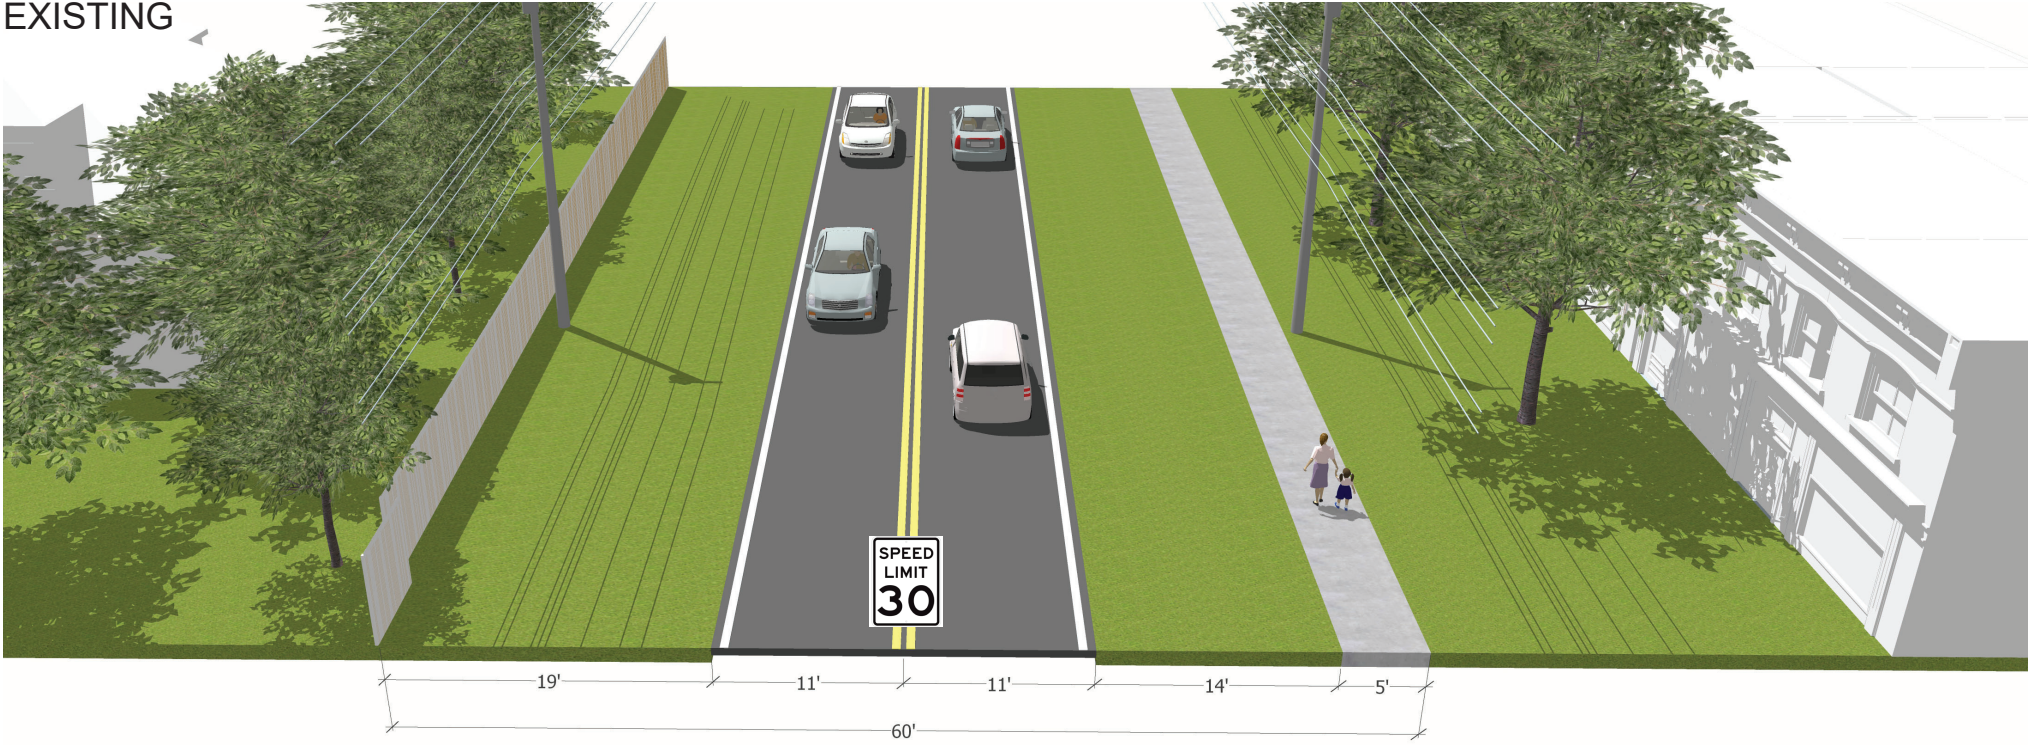 EXISTING
SPEED
LIMIT
30
19' 11' 11' 14' 5'
60'